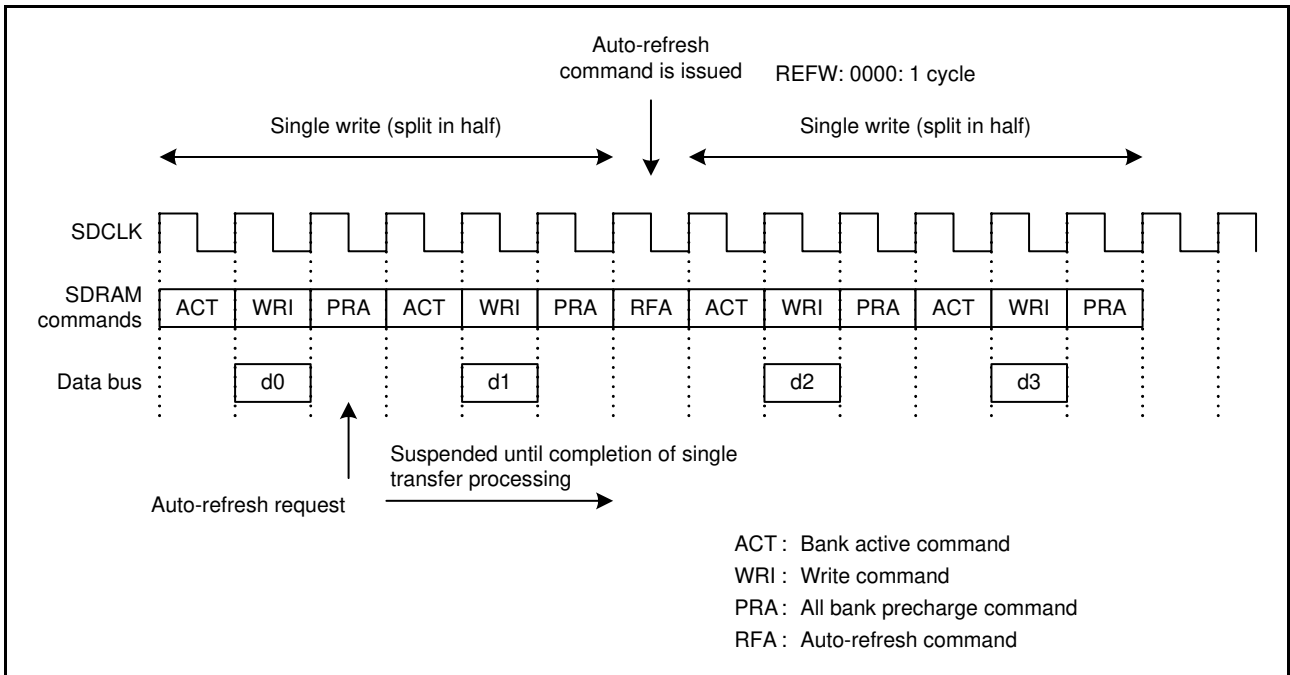 Auto-refresh
command is issued
REFW: 0000: 1 cycle
Single write (split in half)
Single write (split in half)
SDCLK
SDRAM
commands
ACT WRI PRA ACT WRI PRA RFA ACT WRI PRA ACT WRI PRA
Data bus
d0 d1 d2 d3
Suspended until completion of single
transfer processing
Auto-refresh request
ACT : Bank active command
WRI : Write command
PRA : All bank precharge command
RFA : Auto-refresh command